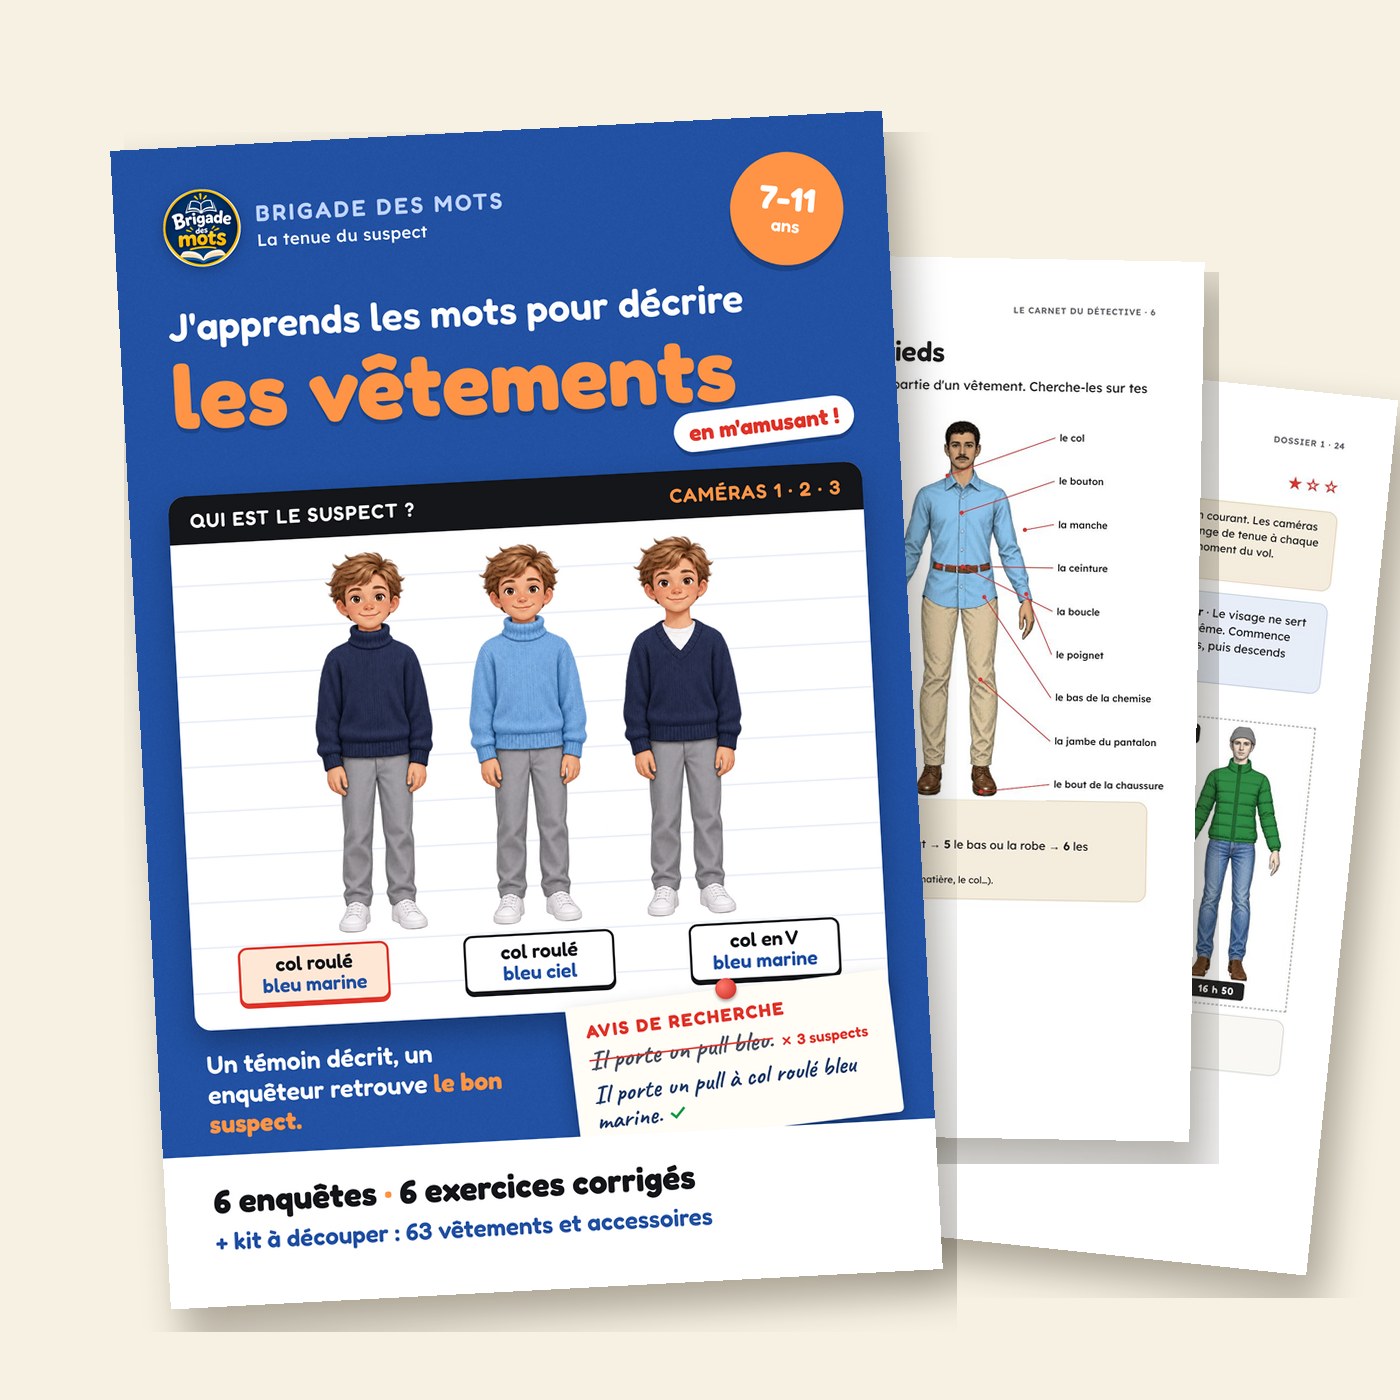 Brigade
des
mots
BRIGADE DES MOTS
La tenue du suspect
7-11
ans
J'apprends les mots pour décrire
les vêtements
en m'amusant !
QUI EST LE SUSPECT ?
CAMÉRAS 1 · 2 · 3
col roulé
bleu marine
col roulé
bleu ciel
col en V
bleu marine
Un témoin décrit, un
enquêteur retrouve le bon
suspect.
AVIS DE RECHERCHE
Il porte un pull bleu. × 3 suspects
Il porte un pull à col roulé bleu
marine. ✓
6 enquêtes · 6 exercices corrigés
+ kit à découper : 63 vêtements et accessoires
LE CARNET DU DÉTECTIVE · 6
ieds
partie d'un vêtement. Cherche-les sur tes
le col
le bouton
la manche
la ceinture
la boucle
le poignet
le bas de la chemise
la jambe du pantalon
le bout de la chaussure
→ 5 le bas ou la robe → 6 les
matière, le col…).
DOSSIER 1 · 24
★ ☆ ☆
courant. Les caméras
nge de tenue à chaque
moment du vol.
r · Le visage ne sert
ême. Commence
s, puis descends
16 h 50